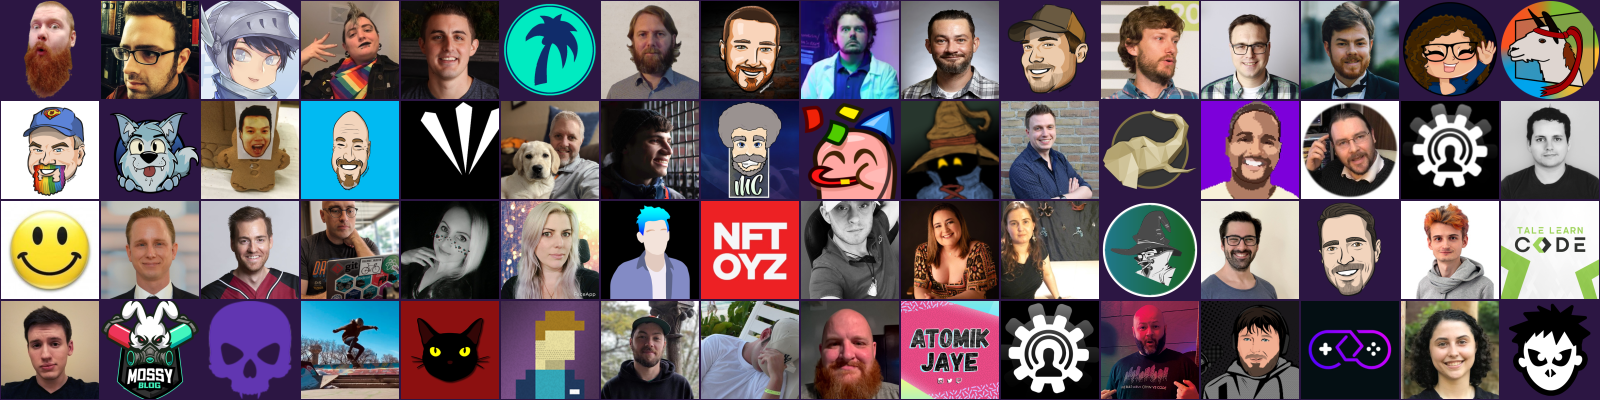 MC
NFT
OYZ
TALE LEARN
CODE
MOSSY
BLOG
ATOMIK
JAYE